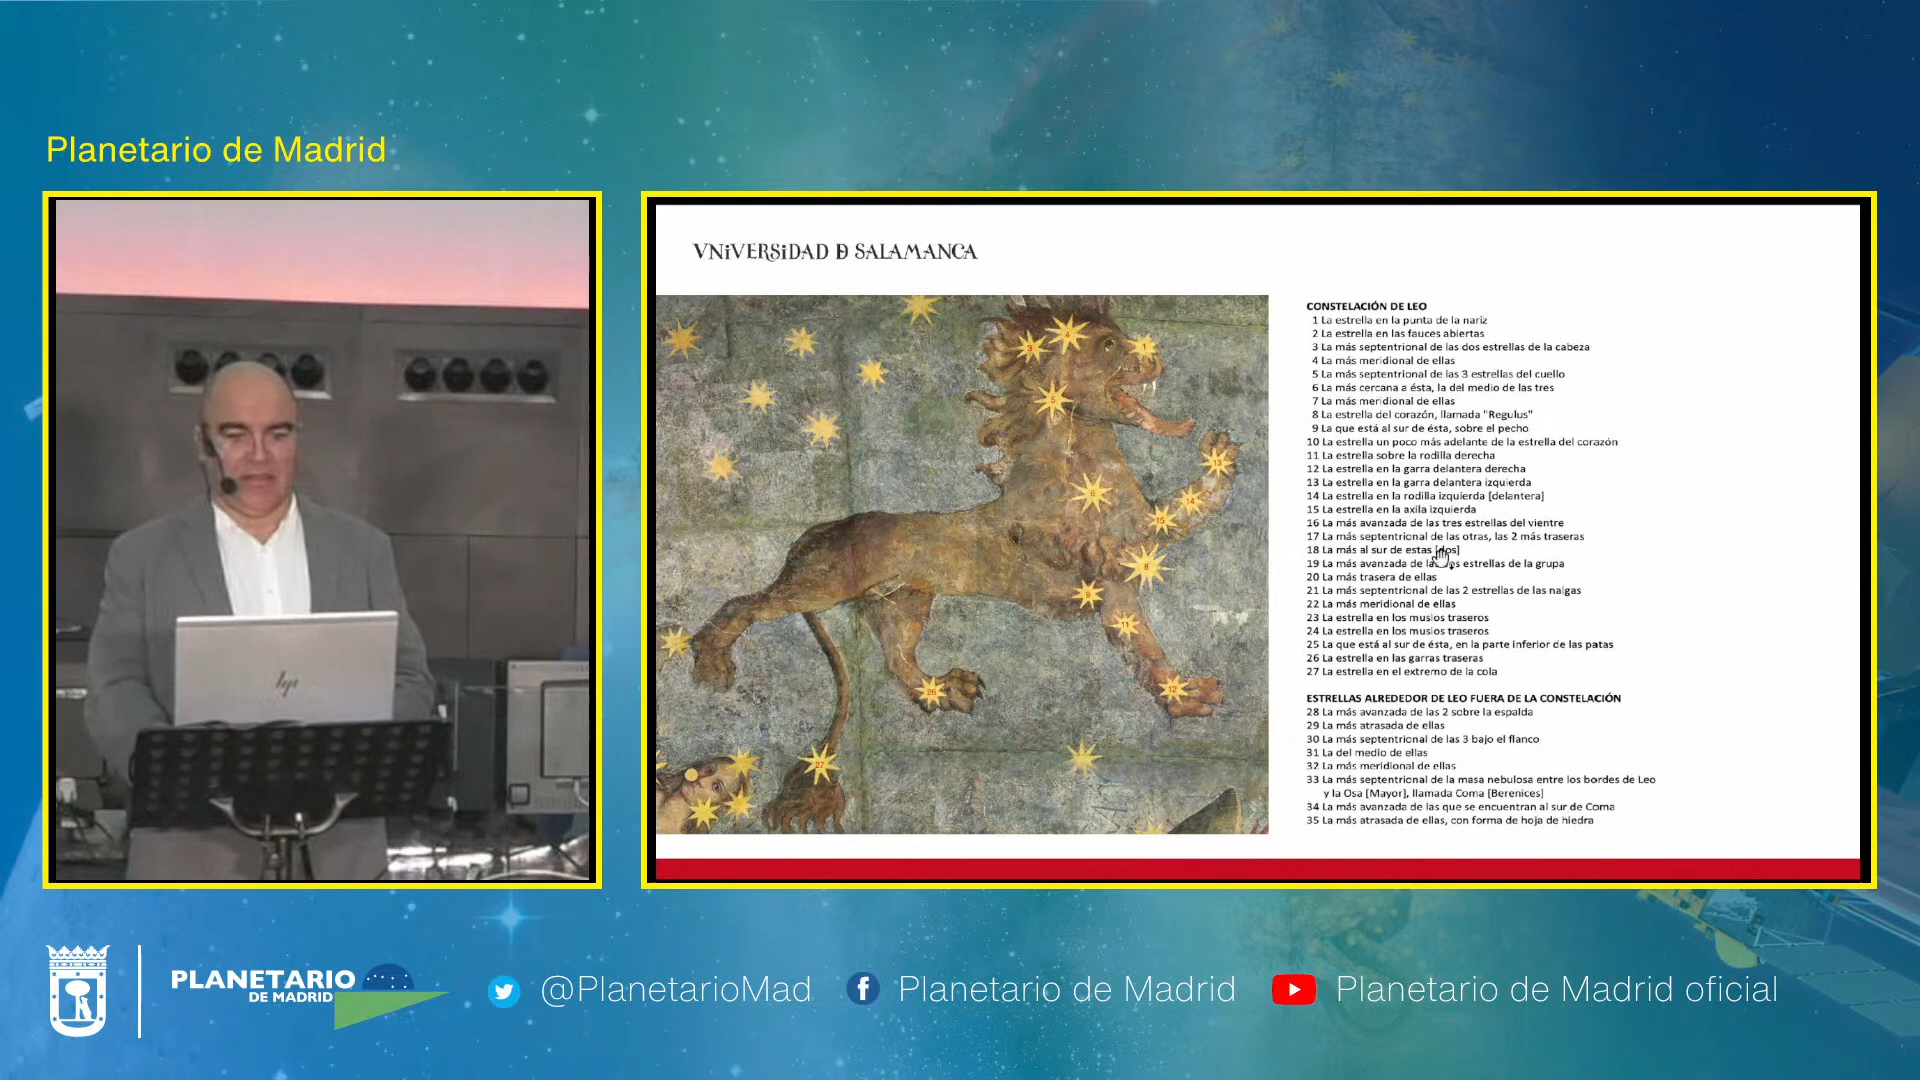 Planetario de Madrid
VNiVERSiDAD D SALAMANCA
CONSTELACIÓN DE LEO
1 La estrella en la punta de la nariz
2 La estrella en las fauces abiertas
3 La más septentrional de las dos estrellas de la cabeza
4 La más meridional de ellas
5 La más septentrional de las 3 estrellas del cuello
6 La más cercana a ésta, la del medio de las tres
7 La más meridional de ellas
8 La estrella del corazón, llamada "Regulus"
9 La que está al sur de ésta, sobre el pecho
10 La estrella un poco más adelante de la estrella del corazón
11 La estrella sobre la rodilla derecha
12 La estrella en la garra delantera derecha
13 La estrella en la garra delantera izquierda
14 La estrella en la rodilla izquierda [delantera]
15 La estrella en la axila izquierda
16 La más avanzada de las tres estrellas del vientre
17 La más septentrional de las otras, las 2 más traseras
18 La más al sur de estas [dos]
19 La más avanzada de las dos estrellas de la grupa
20 La más trasera de ellas
21 La más septentrional de las 2 estrellas de las nalgas
22 La más meridional de ellas
23 La estrella en los muslos traseros
24 La estrella en los muslos traseros
25 La que está al sur de ésta, en la parte inferior de las patas
26 La estrella en las garras traseras
27 La estrella en el extremo de la cola
ESTRELLAS ALREDEDOR DE LEO FUERA DE LA CONSTELACIÓN
28 La más avanzada de las 2 sobre la espalda
29 La más atrasada de ellas
30 La más septentrional de las 3 bajo el flanco
31 La del medio de ellas
32 La más meridional de ellas
33 La más septentrional de la masa nebulosa entre los bordes de Leo
y la Osa [Mayor], llamada Coma [Berenices]
34 La más avanzada de las que se encuentran al sur de Coma
35 La más atrasada de ellas, con forma de hoja de hiedra
4
3
1
5
13
6
14
15
8
9
11
26
12
27
hp
PLANETARIO
DE MADRID
@PlanetarioMad
Planetario de Madrid
Planetario de Madrid oficial